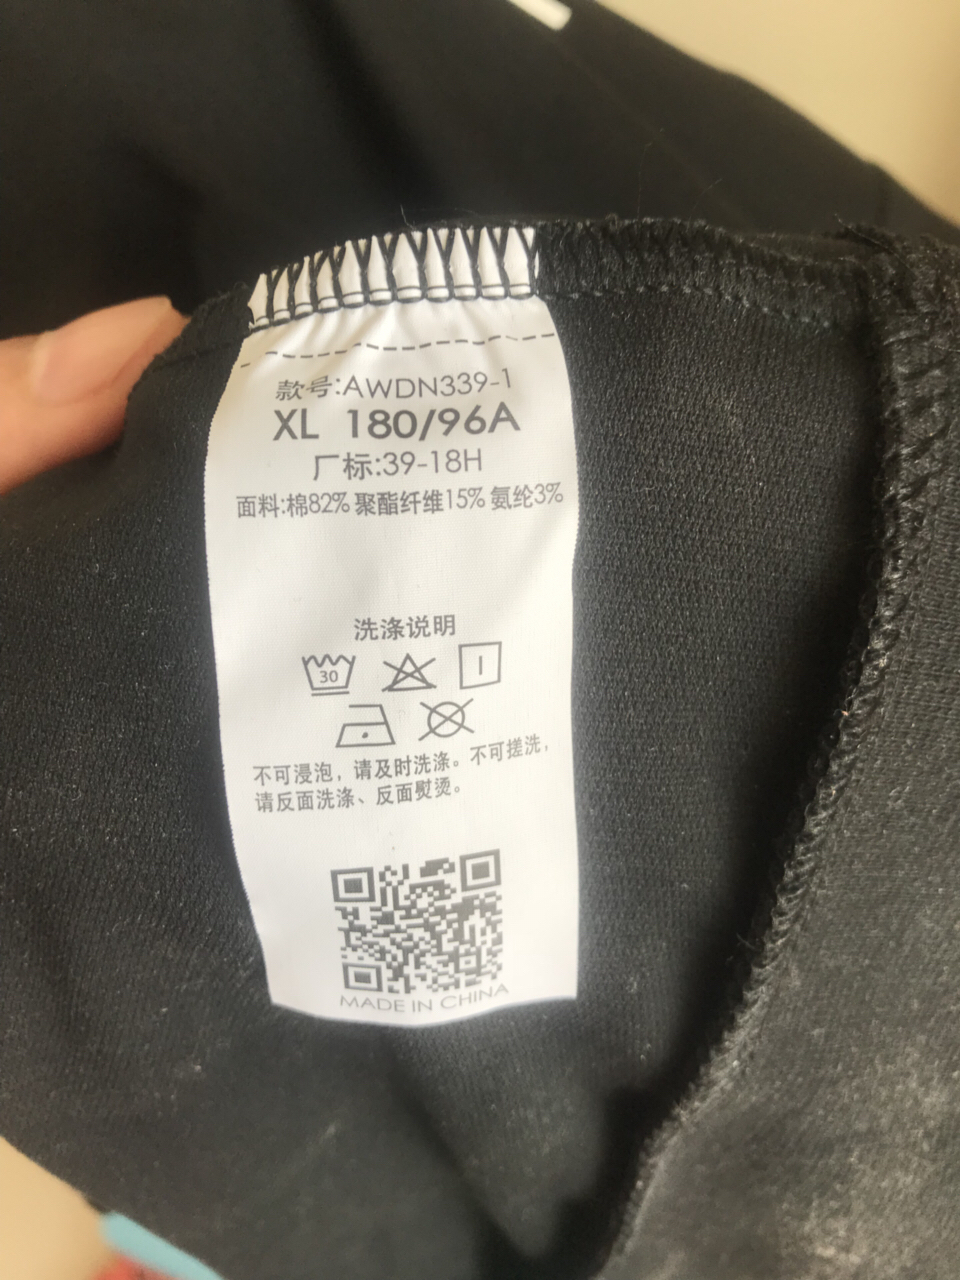 款号:AWDN339-1
XL 180/96A
厂标:39-18H
面料:棉82% 聚酯纤维15% 氨纶3%
洗涤说明
30
不可浸泡，请及时洗涤。不可搓洗，
请反面洗涤、反面熨烫。
MADE IN CHINA